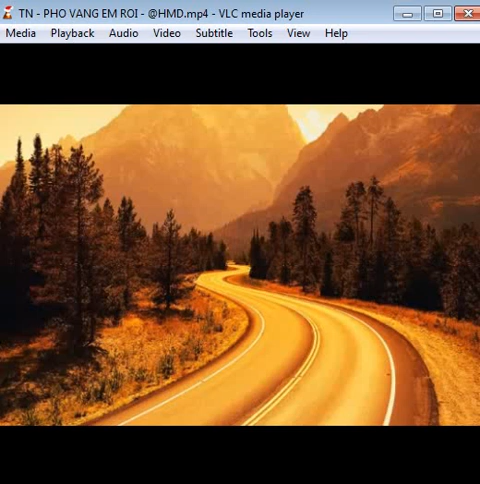 TN - PHO VANG EM ROI - @HMD.mp4 - VLC media player
Media Playback Audio Video Subtitle Tools View Help